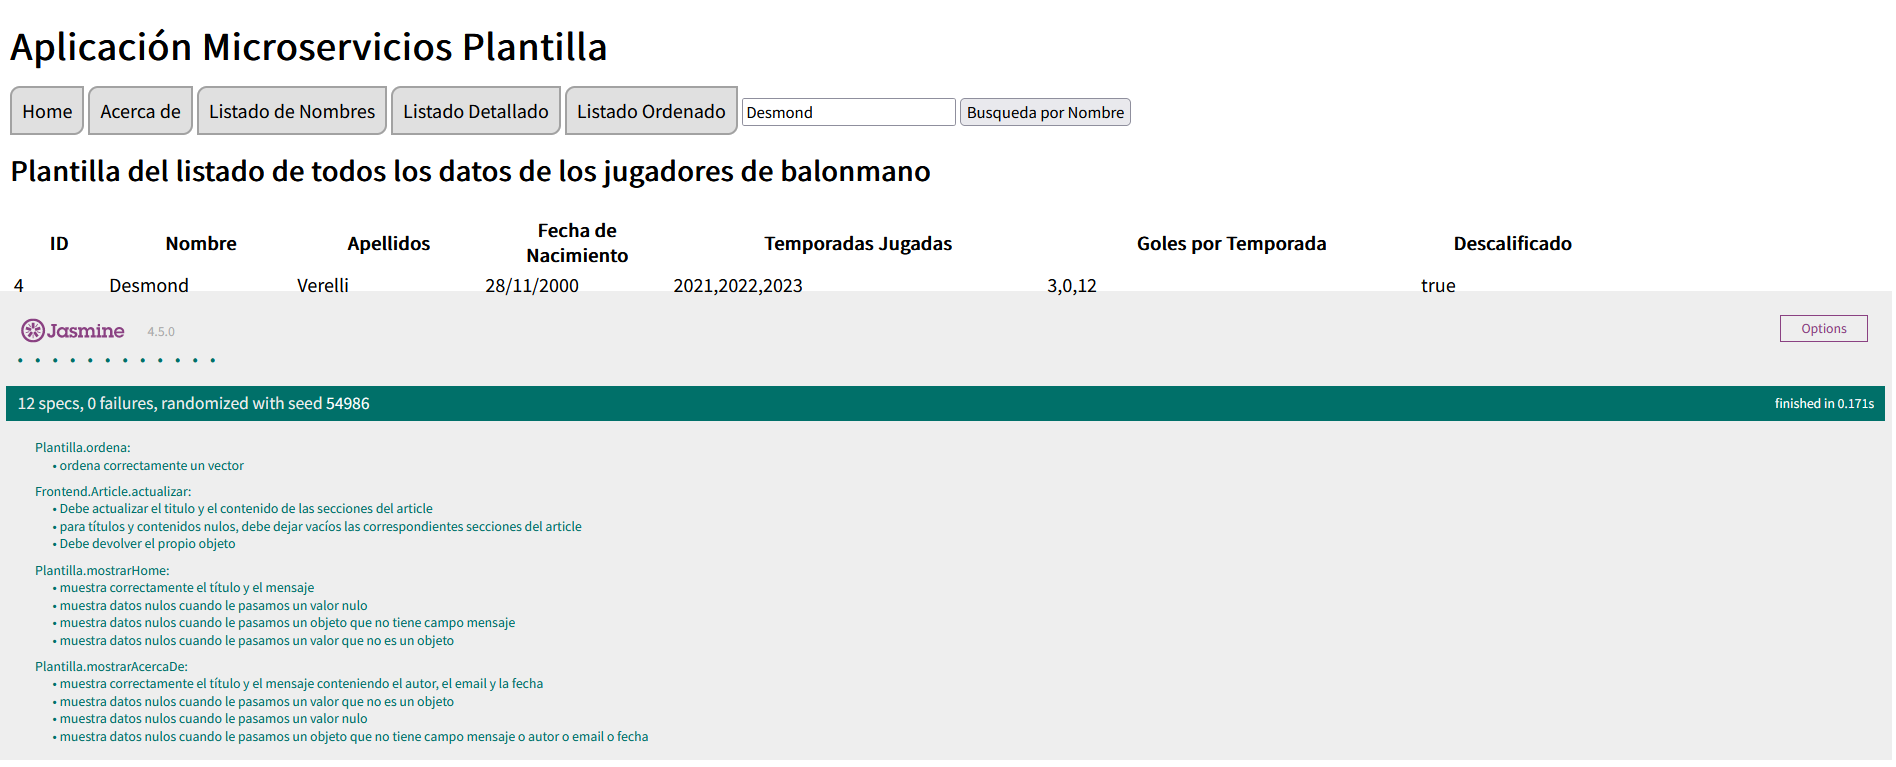 Aplicación Microservicios Plantilla
Home Acerca de Listado de Nombres Listado Detallado Listado Ordenado Desmond Busqueda por Nombre
Plantilla del listado de todos los datos de los jugadores de balonmano
ID Nombre Apellidos Fecha de Nacimiento Temporadas Jugadas Goles por Temporada Descalificado
4 Desmond Verelli 28/11/2000 2021,2022,2023 3,0,12 true
Jasmine 4.5.0 Options
• • • • • • • • • • • •
12 specs, 0 failures, randomized with seed 54986 finished in 0.171s
Plantilla.ordena:
• ordena correctamente un vector
Frontend.Article.actualizar:
• Debe actualizar el titulo y el contenido de las secciones del article
• para títulos y contenidos nulos, debe dejar vacíos las correspondientes secciones del article
• Debe devolver el propio objeto
Plantilla.mostrarHome:
• muestra correctamente el título y el mensaje
• muestra datos nulos cuando le pasamos un valor nulo
• muestra datos nulos cuando le pasamos un objeto que no tiene campo mensaje
• muestra datos nulos cuando le pasamos un valor que no es un objeto
Plantilla.mostrarAcercaDe:
• muestra correctamente el título y el mensaje conteniendo el autor, el email y la fecha
• muestra datos nulos cuando le pasamos un valor que no es un objeto
• muestra datos nulos cuando le pasamos un valor nulo
• muestra datos nulos cuando le pasamos un objeto que no tiene campo mensaje o autor o email o fecha